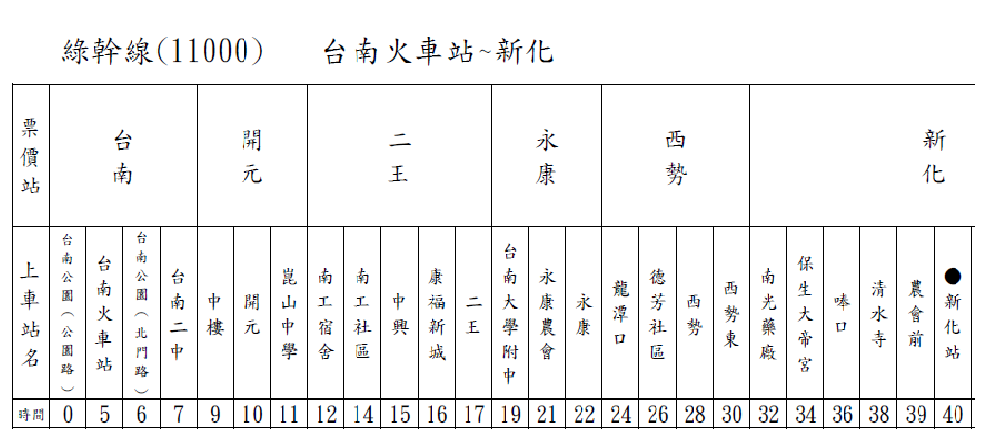 綠幹線(11000) 台南火車站~新化
票價站 台南 開元 二王 永康 西勢 新化
上車站名 台南公園（公園路） 台南火車站 台南公園（北門路） 台南二中 中樓 開元 崑山中學 南工宿舍 南工社區 中興 康福新城 二王 台南大學附中 永康農會 永康 龍潭口 德芳社區 西勢 西勢東 南光藥廠 保生大帝宮 唪口 清水寺 農會前 ●新化站
時間 0 5 6 7 9 10 11 12 14 15 16 17 19 21 22 24 26 28 30 32 34 36 38 39 40